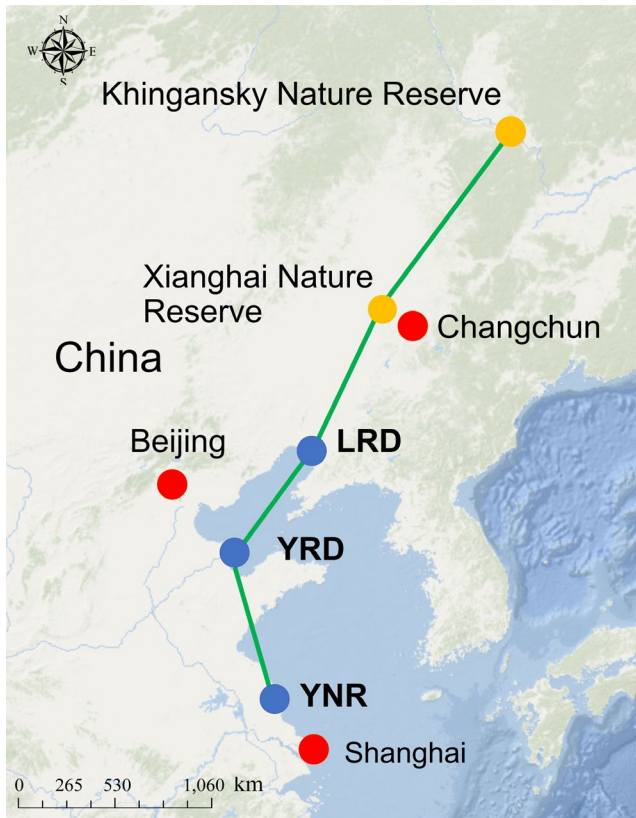 N
W E
S
Khingansky Nature Reserve
Xianghai Nature
Reserve
Changchun
China
Beijing
LRD
YRD
YNR
Shanghai
0 265 530 1,060 km